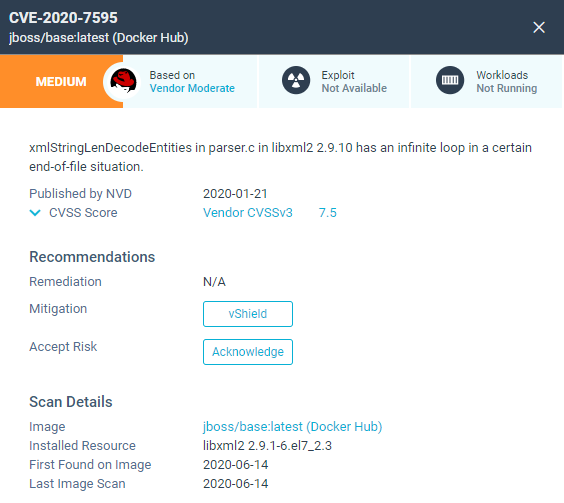 CVE-2020-7595
jboss/base:latest (Docker Hub)
MEDIUM
Based on
Vendor Moderate
Exploit
Not Available
Workloads
Not Running
xmlStringLenDecodeEntities in parser.c in libxml2 2.9.10 has an infinite loop in a certain
end-of-file situation.
Published by NVD 2020-01-21
CVSS Score Vendor CVSSv3 7.5
Recommendations
Remediation N/A
Mitigation vShield
Accept Risk Acknowledge
Scan Details
Image jboss/base:latest (Docker Hub)
Installed Resource libxml2 2.9.1-6.el7_2.3
First Found on Image 2020-06-14
Last Image Scan 2020-06-14